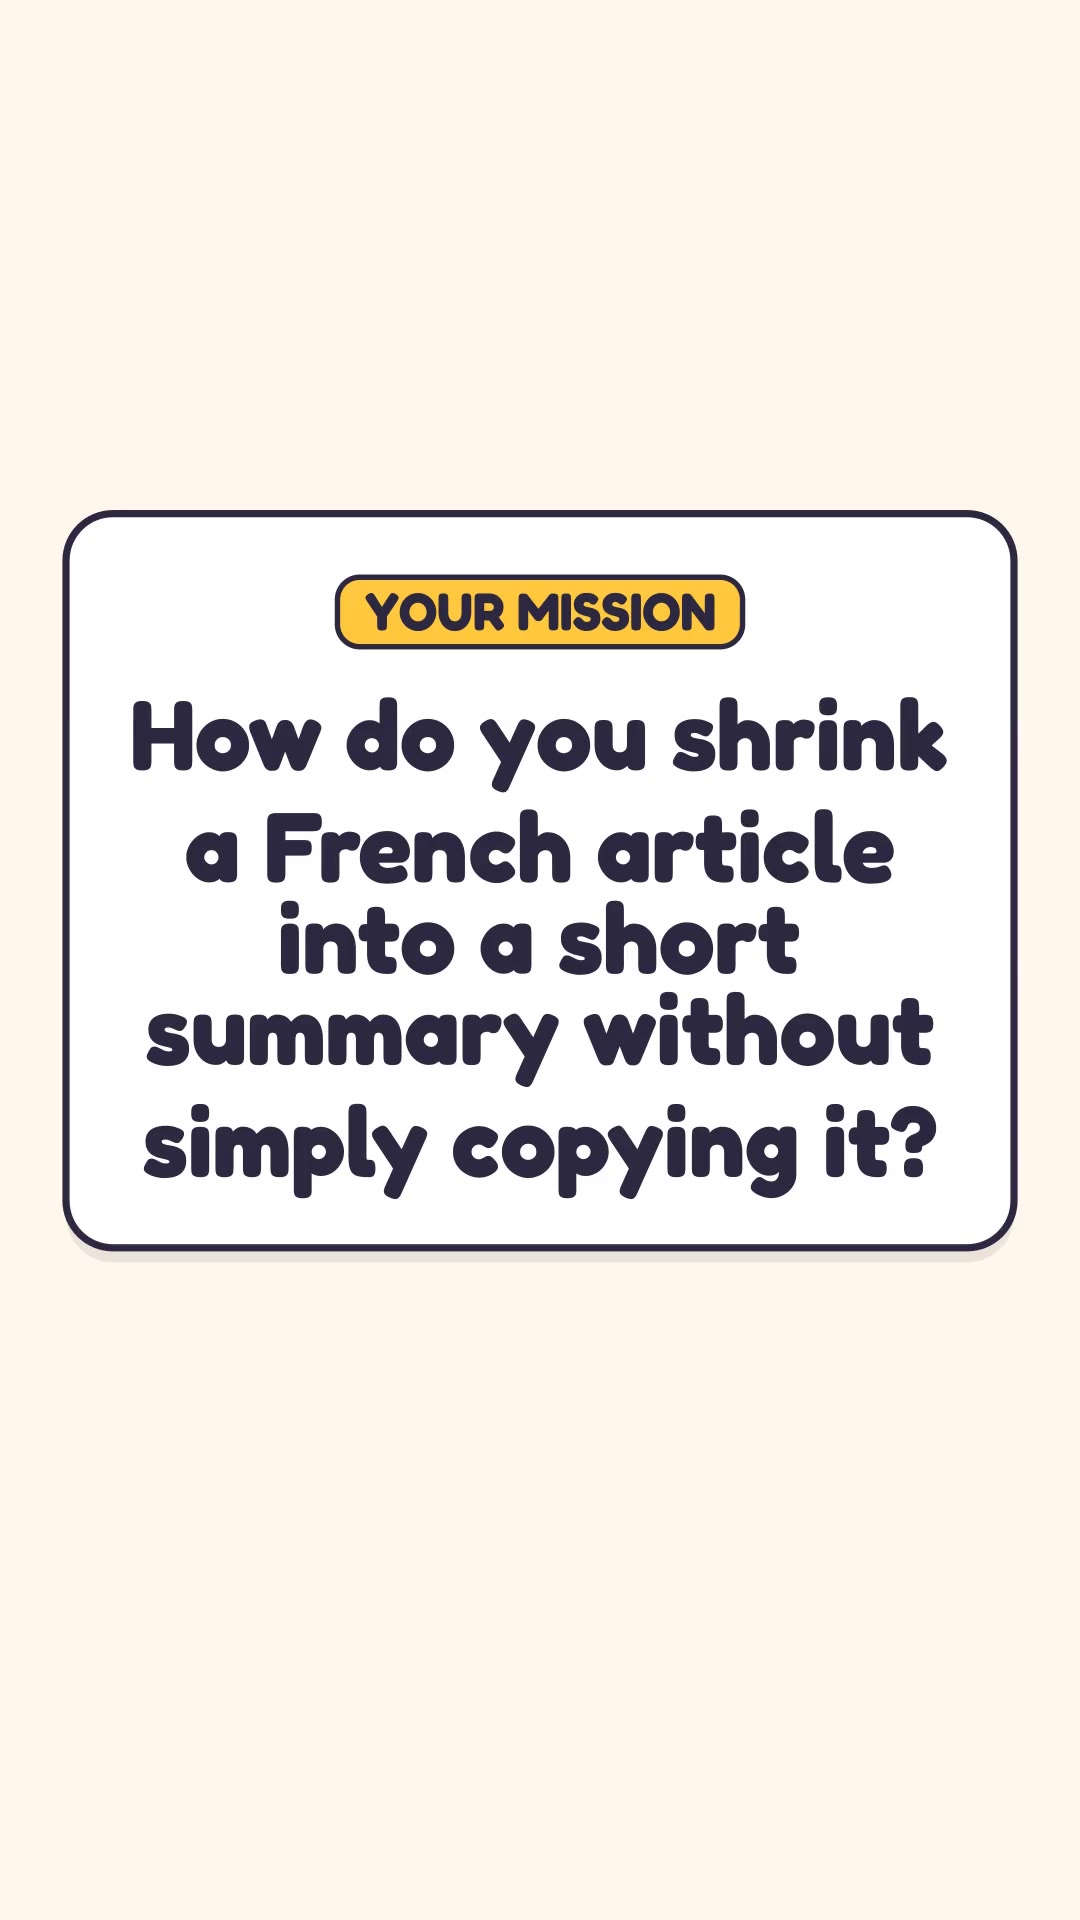 YOUR MISSION
How do you shrink
a French article
into a short
summary without
simply copying it?